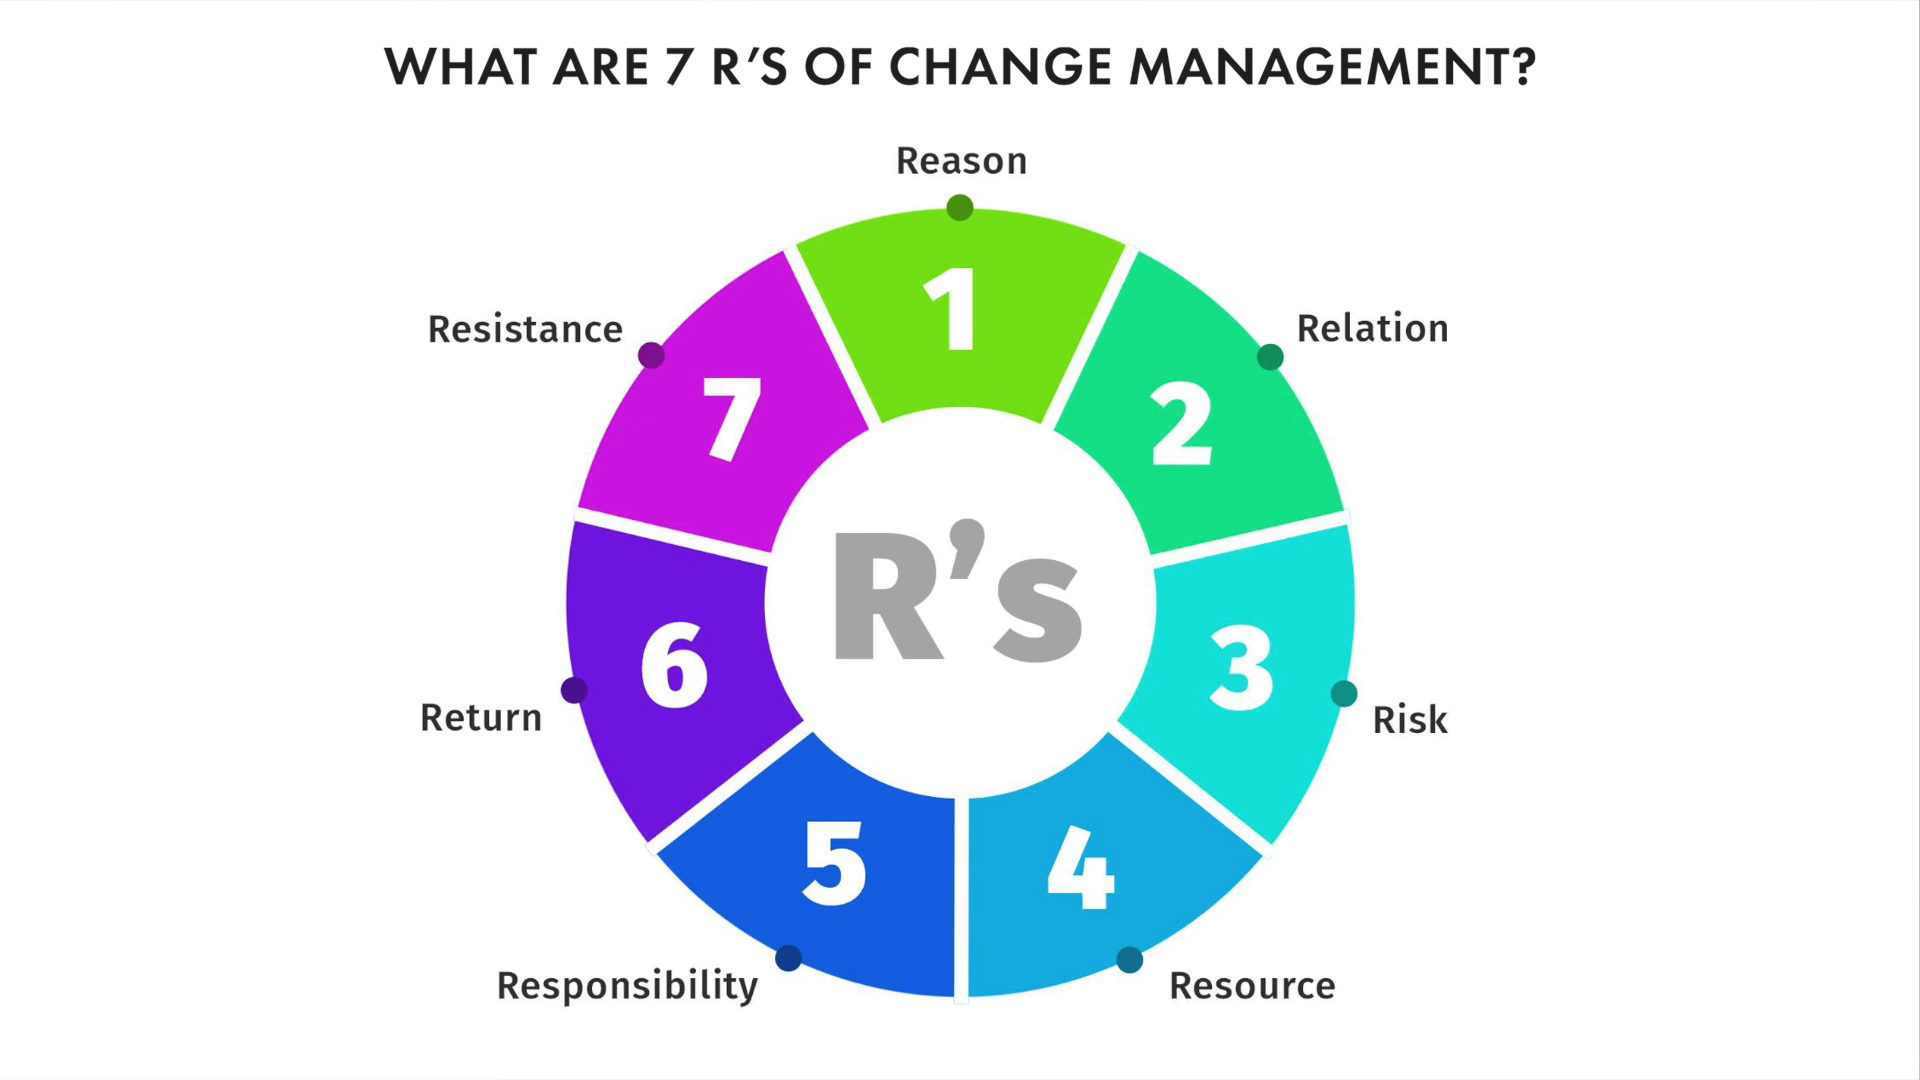 WHAT ARE 7 R’S OF CHANGE MANAGEMENT?
Reason
1
Relation
2
Risk
3
Resource
4
Responsibility
5
Return
6
Resistance
7
R’s